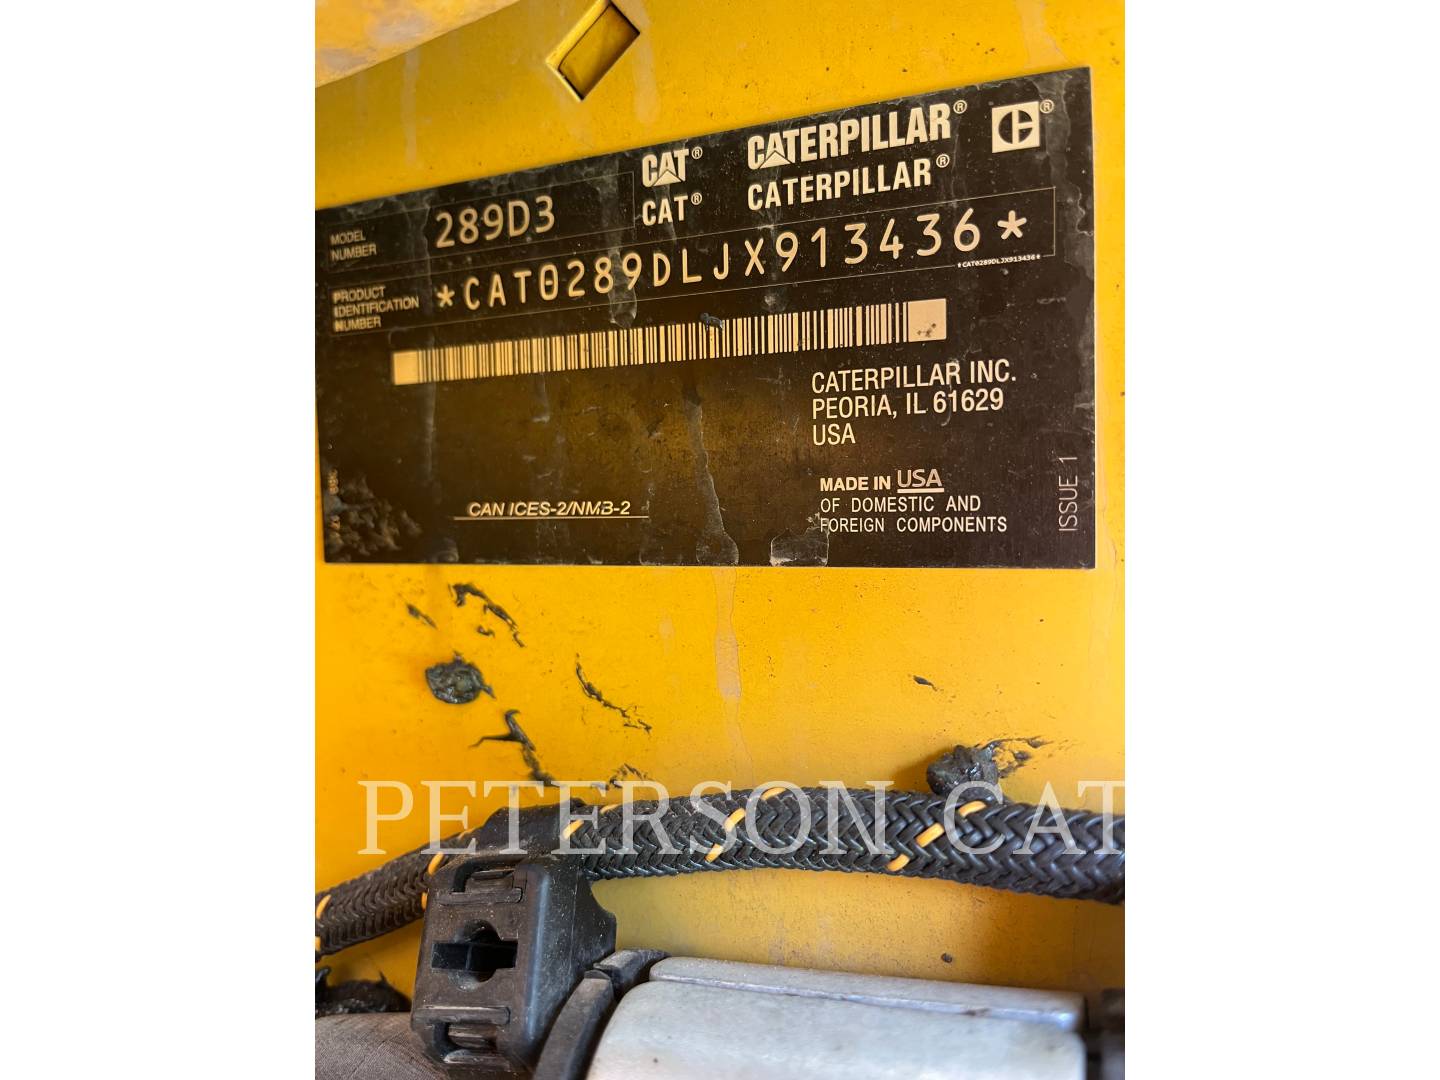 CAT® CATERPILLAR® ®
CAT® CATERPILLAR®
MODEL
NUMBER
289D3
PRODUCT
IDENTIFICATION
NUMBER
*CAT0289DLJX913436*
*CAT0289DLJX913436*
CATERPILLAR INC.
PEORIA, IL 61629
USA
MADE IN USA
OF DOMESTIC AND
FOREIGN COMPONENTS
CAN ICES-2/NMB-2
ISSUE 1
PETERSON CAT